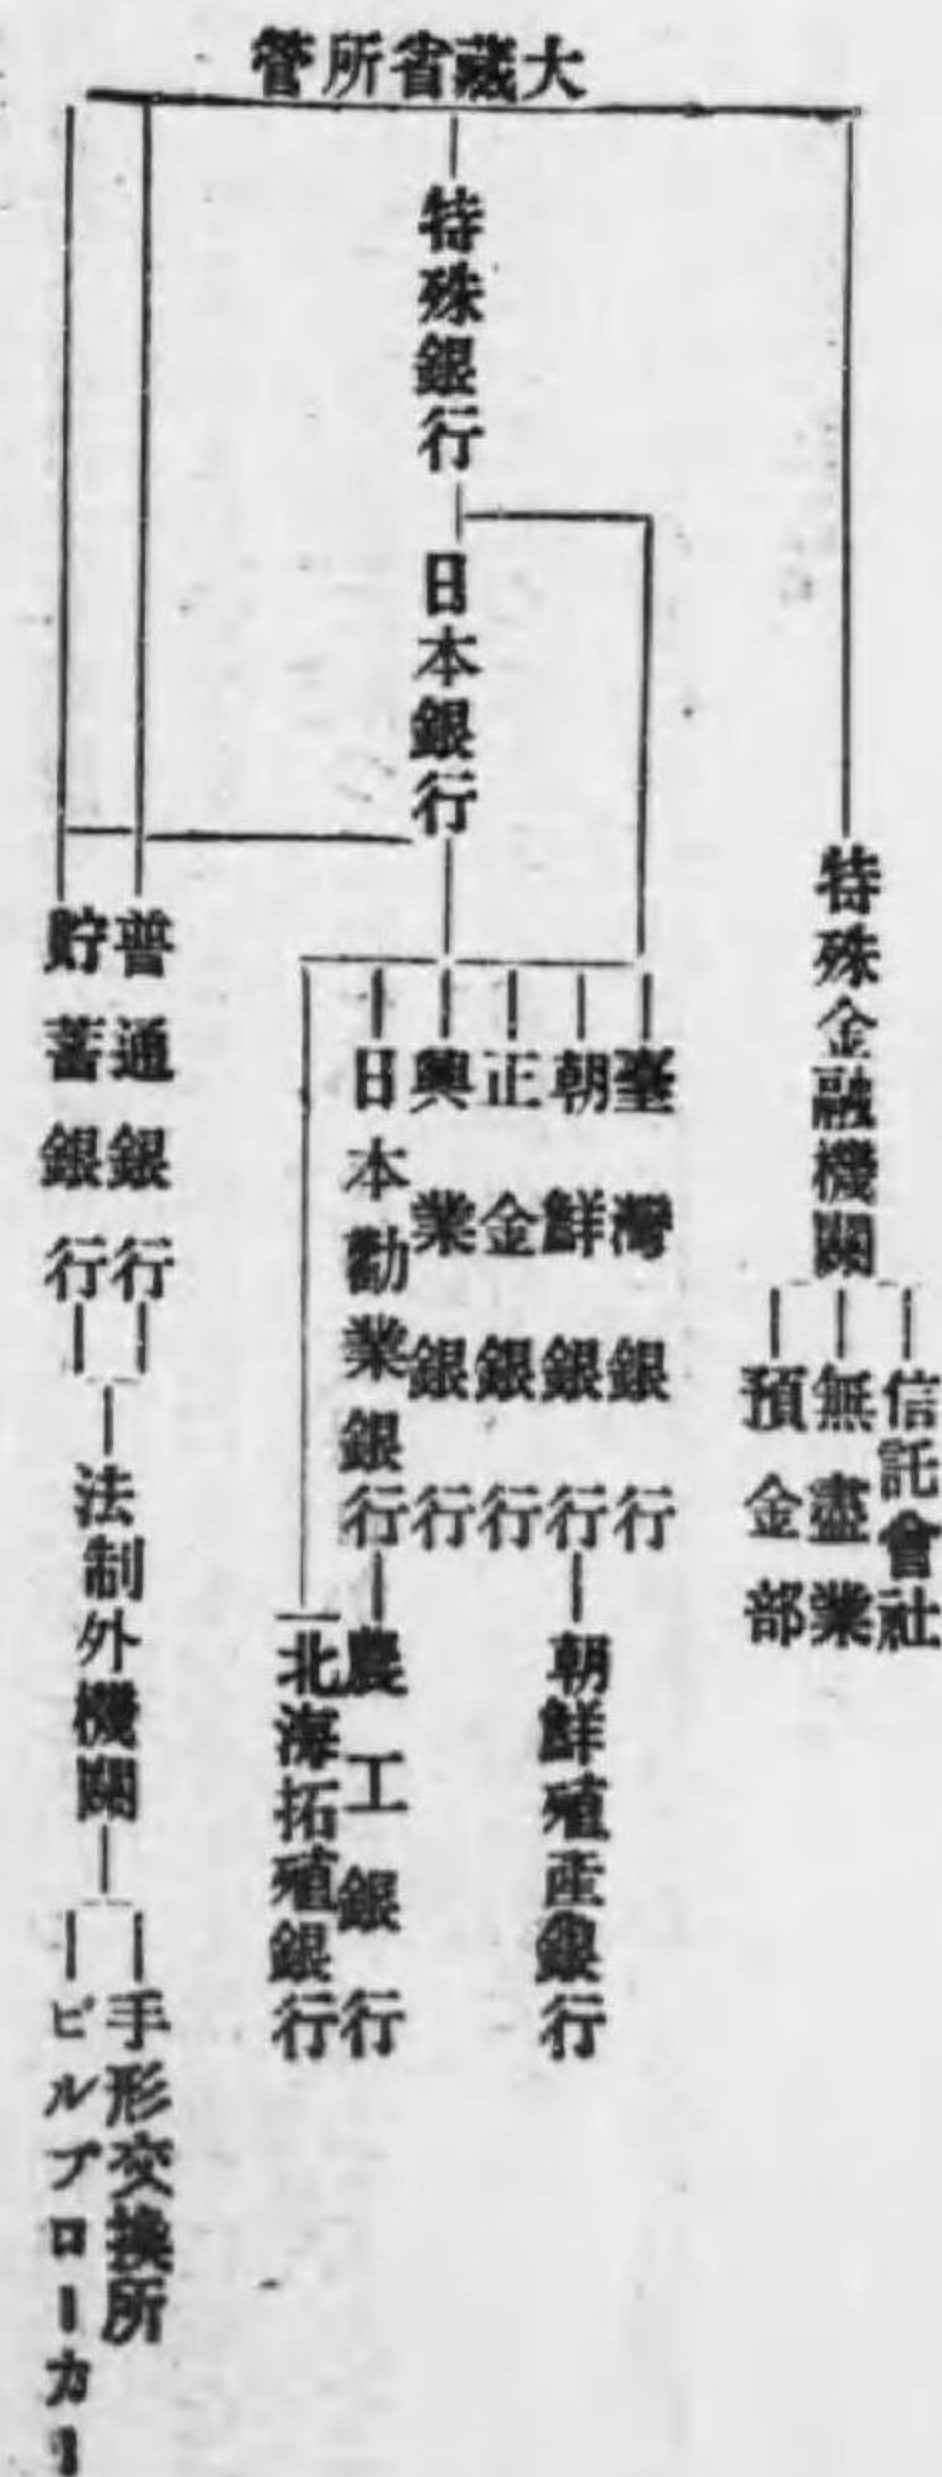 大藏省所管
特殊金融機關
信託會社
無盡業
預金部
特殊銀行
日本銀行
臺灣銀行
朝鮮銀行
朝鮮殖產銀行
正金銀行
興業銀行
日本勸業銀行
農工銀行
北海拓殖銀行
普通銀行
貯蓄銀行
法制外機關
手形交換所
ビルブローカー